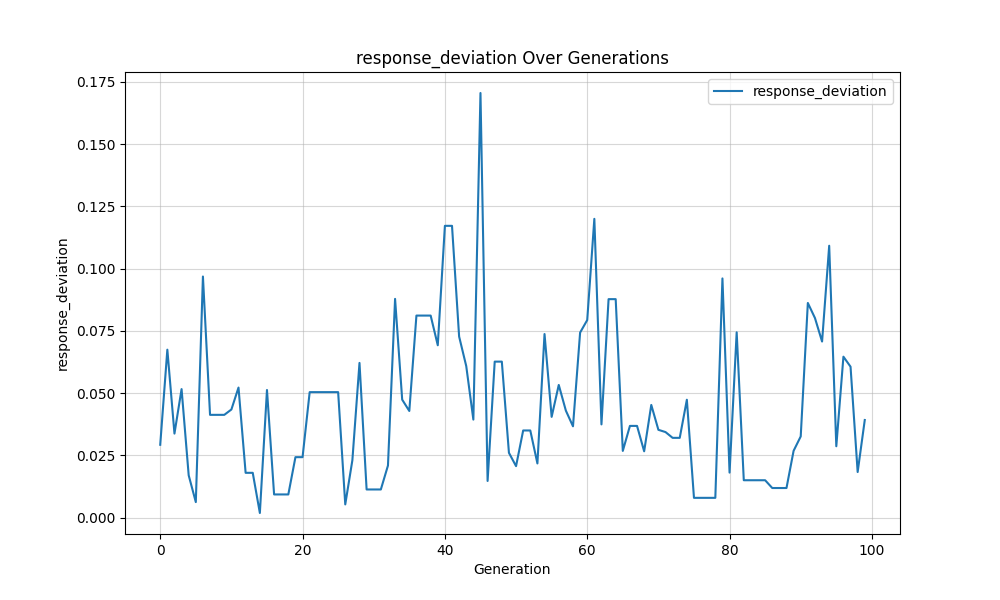 response_deviation Over Generations
response_deviation
0.175
0.150
0.125
0.100
0.075
0.050
0.025
0.000
response_deviation
0 20 40 60 80 100
Generation